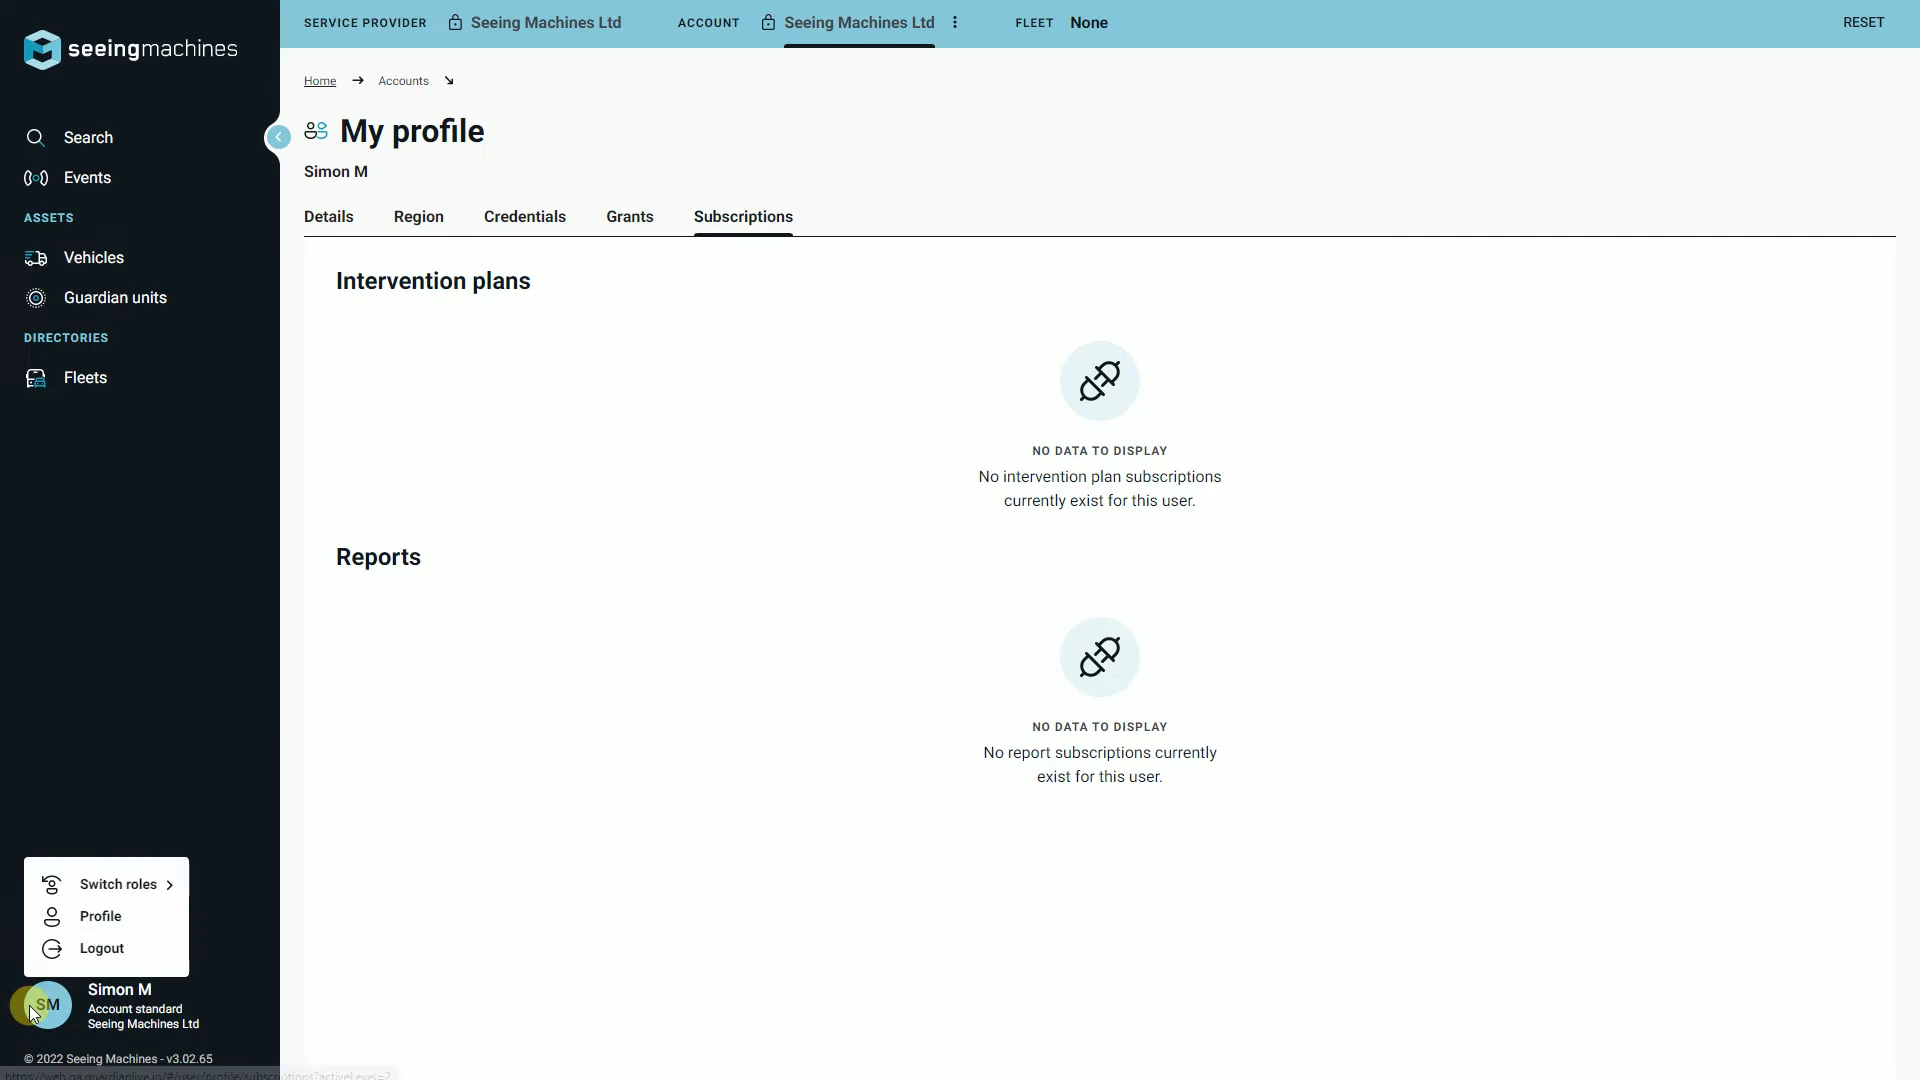 SERVICE PROVIDER Seeing Machines Ltd ACCOUNT Seeing Machines Ltd FLEET None RESET
seeingmachines
Home Accounts
My profile
Simon M
Search
Events
ASSETS
Vehicles
Guardian units
DIRECTORIES
Fleets
Details Region Credentials Grants Subscriptions
Intervention plans
NO DATA TO DISPLAY
No intervention plan subscriptions
currently exist for this user.
Reports
NO DATA TO DISPLAY
No report subscriptions currently
exist for this user.
Switch roles
Profile
Logout
SM
Simon M
Account standard
Seeing Machines Ltd
© 2022 Seeing Machines - v3.02.65